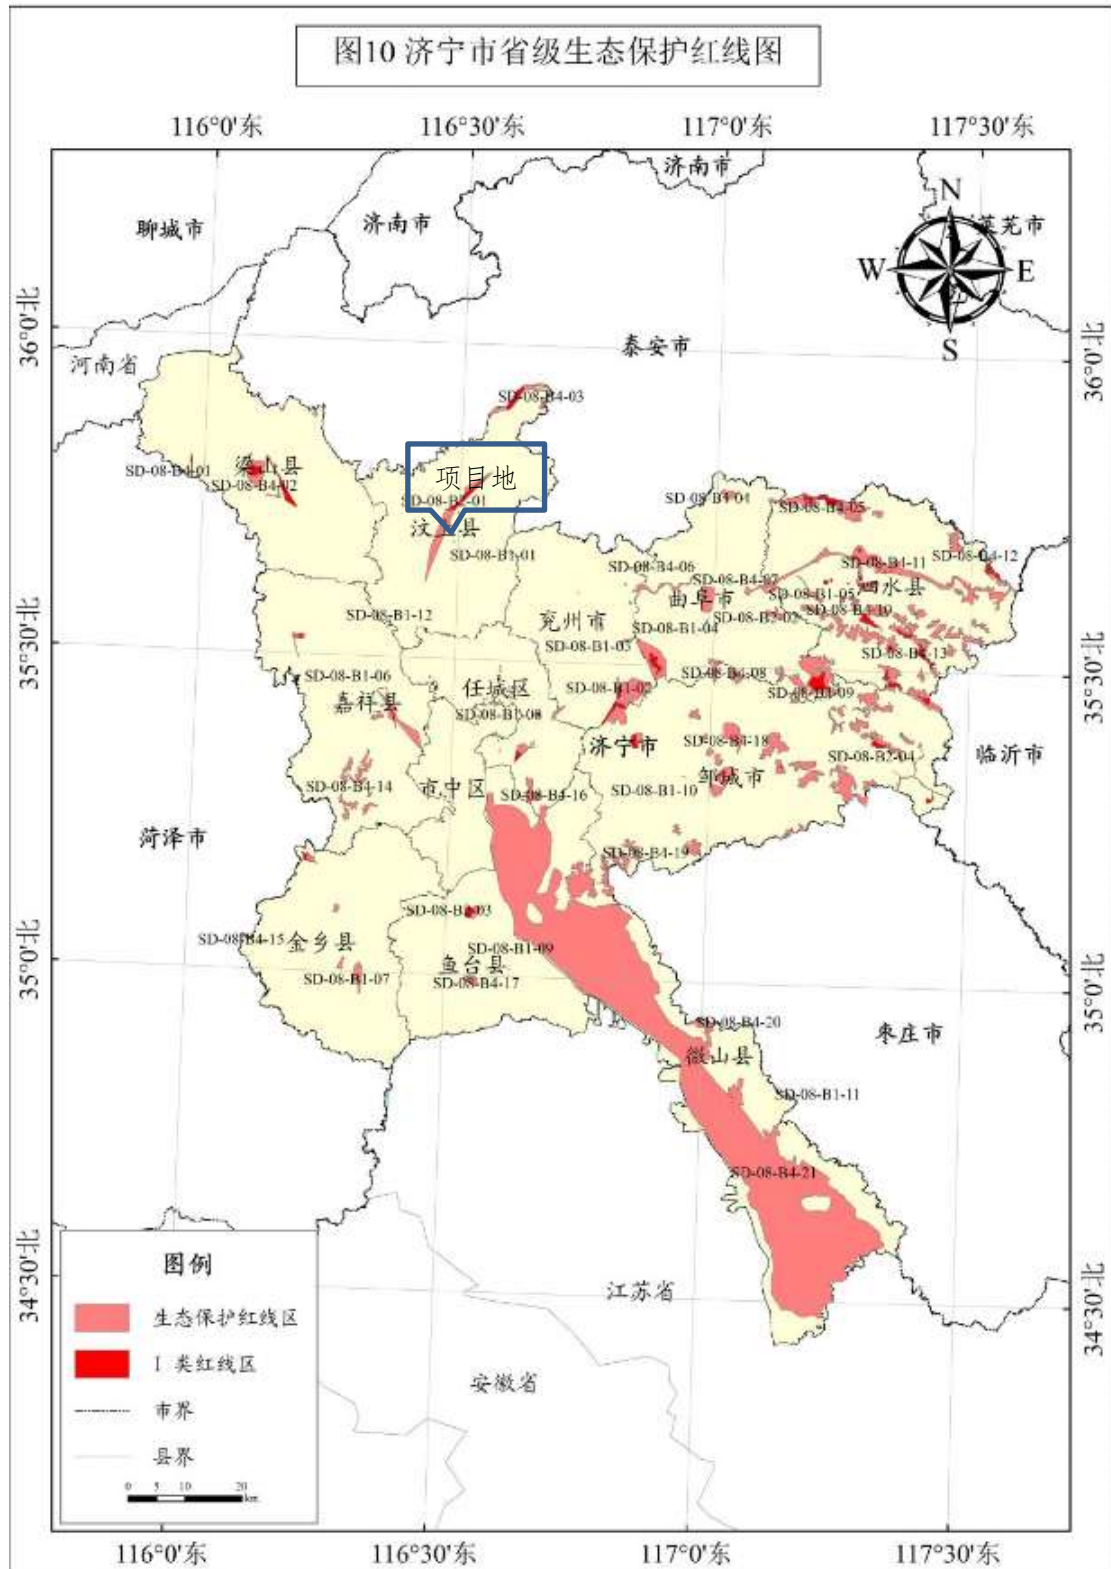 图10 济宁市省级生态保护红线图
116°0'东
116°30'东
117°0'东
117°30'东
济南市
聊城市
济南市
莱芜市
N
W
E
S
36°0'北
36°0'北
河南省
泰安市
SD-08-B4-03
梁山县
SD-08-B4-01
SD-08-B4-02
项目地
SD-08-B2-01
汶上县
SD-08-B1-01
SD-08-B4-04
SD-08-B4-05
SD-08-B4-06
SD-08-B4-07
SD-08-B4-11
SD-08-B4-12
SD-08-B1-05
泗水县
曲阜市
SD-08-B2-02
SD-08-B4-10
SD-08-B1-12
兖州市
SD-08-B1-04
35°30'北
35°30'北
SD-08-B1-03
SD-08-B4-13
SD-08-B1-06
嘉祥县
任城区
SD-08-B1-02
SD-08-B4-08
SD-08-B4-09
SD-08-B1-08
济宁市
SD-08-B4-18
SD-08-B2-04
临沂市
邹城市
SD-08-B4-14
市中区
SD-08-B4-16
SD-08-B1-10
菏泽市
SD-08-B4-19
SD-08-B2-03
SD-08-B4-15
金乡县
SD-08-B1-09
鱼台县
SD-08-B1-07
SD-08-B4-17
35°0'北
35°0'北
SD-08-B4-20
枣庄市
微山县
SD-08-B1-11
SD-08-B4-21
34°30'北
34°30'北
江苏省
安徽省
图例
生态保护红线区
I 类红线区
市界
县界
0 5 10 20
km
116°0'东
116°30'东
117°0'东
117°30'东